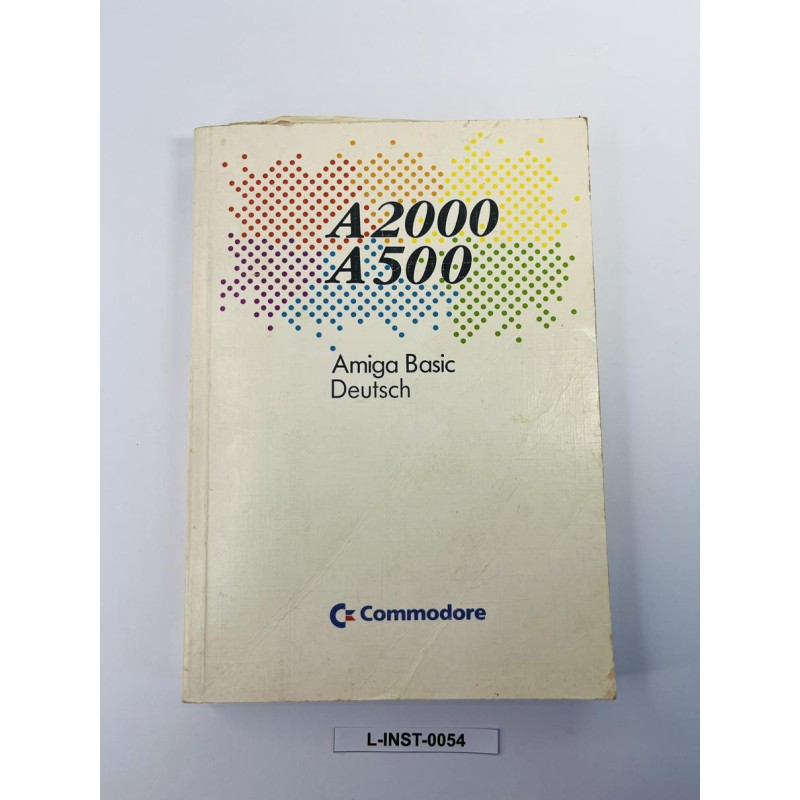 A2000
A500
Amiga Basic
Deutsch
Commodore
L-INST-0054